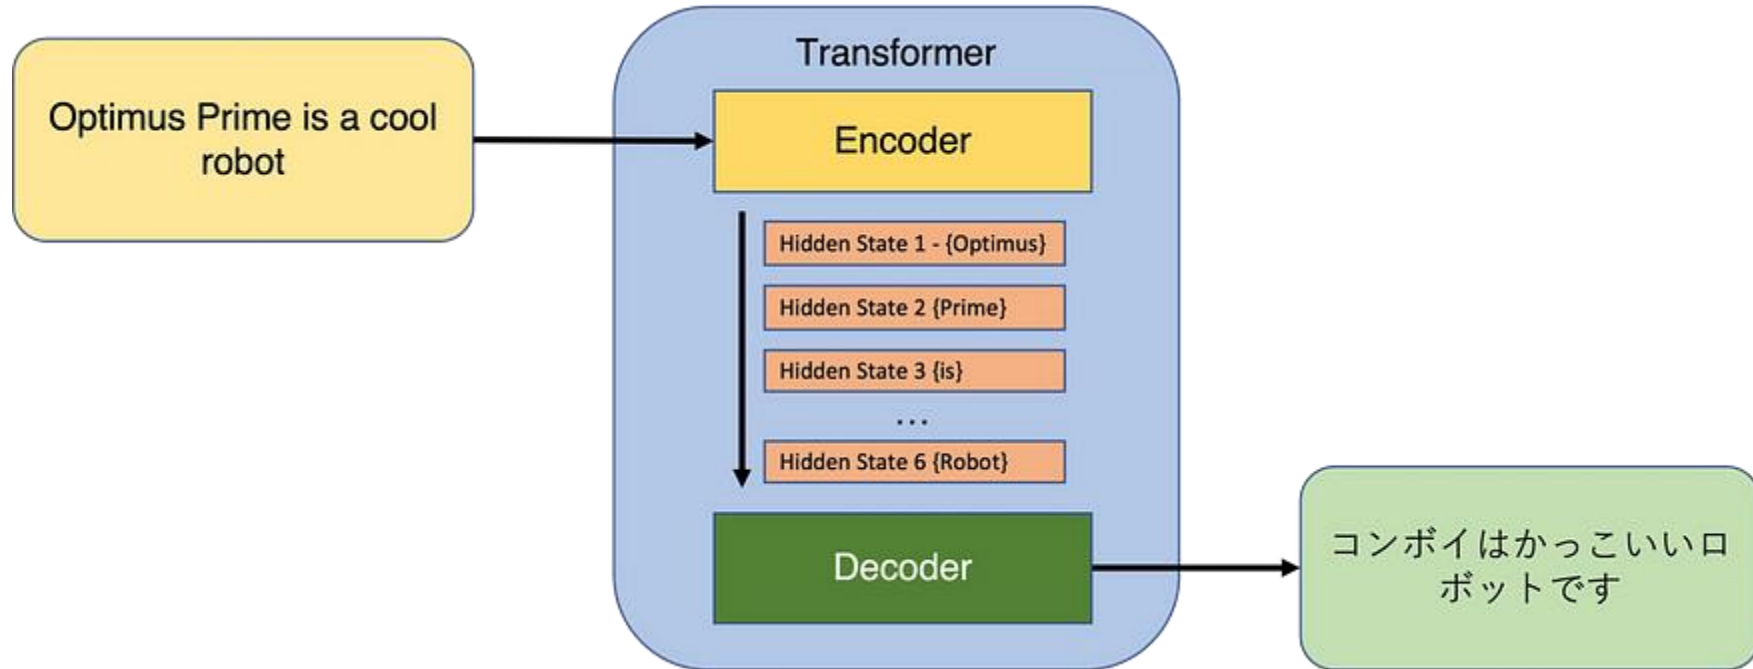 Transformer
Optimus Prime is a cool
robot
Encoder
Hidden State 1 - {Optimus}
Hidden State 2 {Prime}
Hidden State 3 {is}
...
Hidden State 6 {Robot}
Decoder
コンボイはかっこいいロ
ボットです